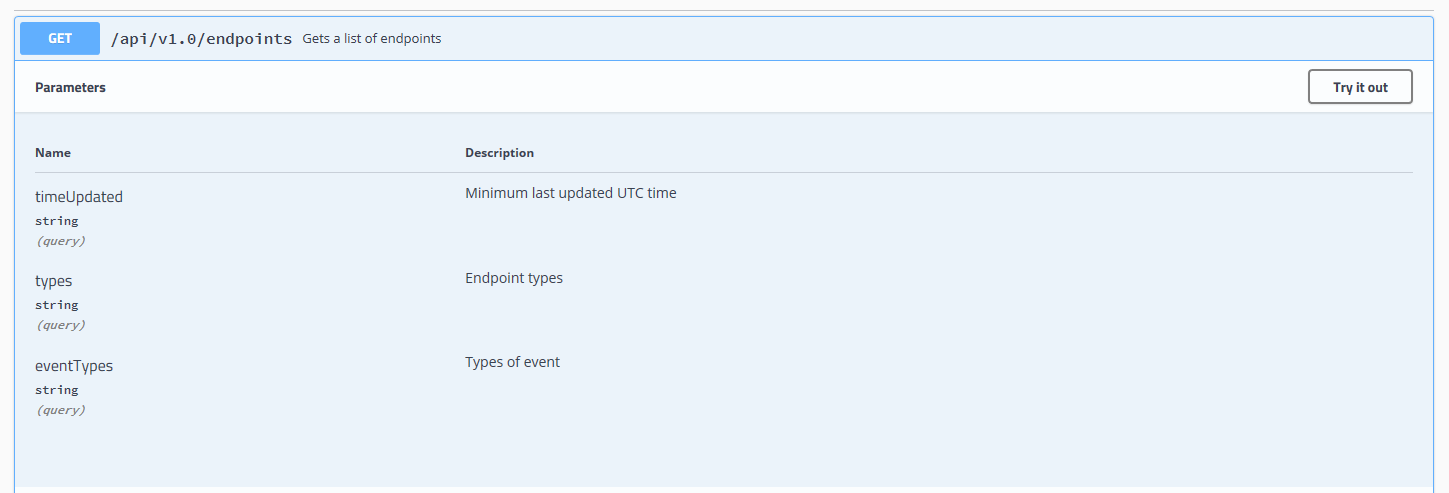 GET /api/v1.0/endpoints Gets a list of endpoints
Parameters Try it out
Name Description
timeUpdated Minimum last updated UTC time
string
(query)
types Endpoint types
string
(query)
eventTypes Types of event
string
(query)